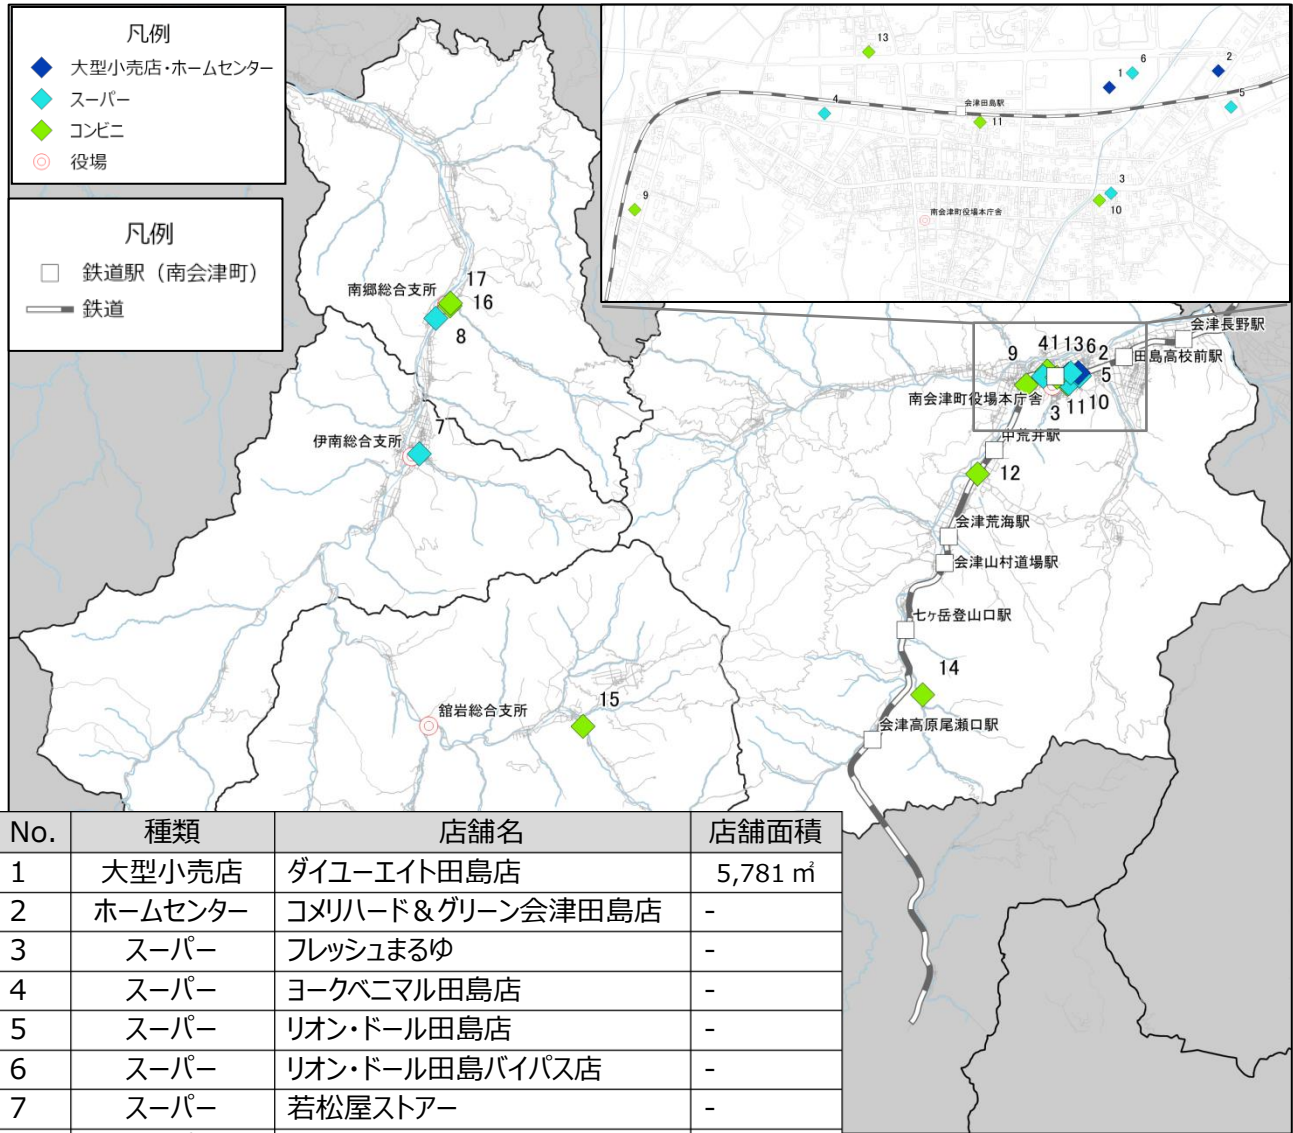 凡例
大型小売店・ホームセンター
スーパー
コンビニ
役場
凡例
鉄道駅（南会津町）
鉄道
13
6
2
1
5
4
会津田島駅
11
9
3
10
南会津町役場本庁舎
17
南郷総合支所
16
8
7
伊南総合支所
会津長野駅
41
13
6
2
田島高校前駅
9
5
南会津町役場本庁舎
10
3
11
中荒井駅
12
会津荒海駅
会津山村道場駅
七ヶ岳登山口駅
14
15
舘岩総合支所
会津高原尾瀬口駅
No. 種類 店舗名 店舗面積
1 大型小売店 ダイユーエイト田島店 5,781 ㎡
2 ホームセンター コメリハード＆グリーン会津田島店 -
3 スーパー フレッシュまるゆ -
4 スーパー ヨークベニマル田島店 -
5 スーパー リオン・ドール田島店 -
6 スーパー リオン・ドール田島バイパス店 -
7 スーパー 若松屋ストアー -